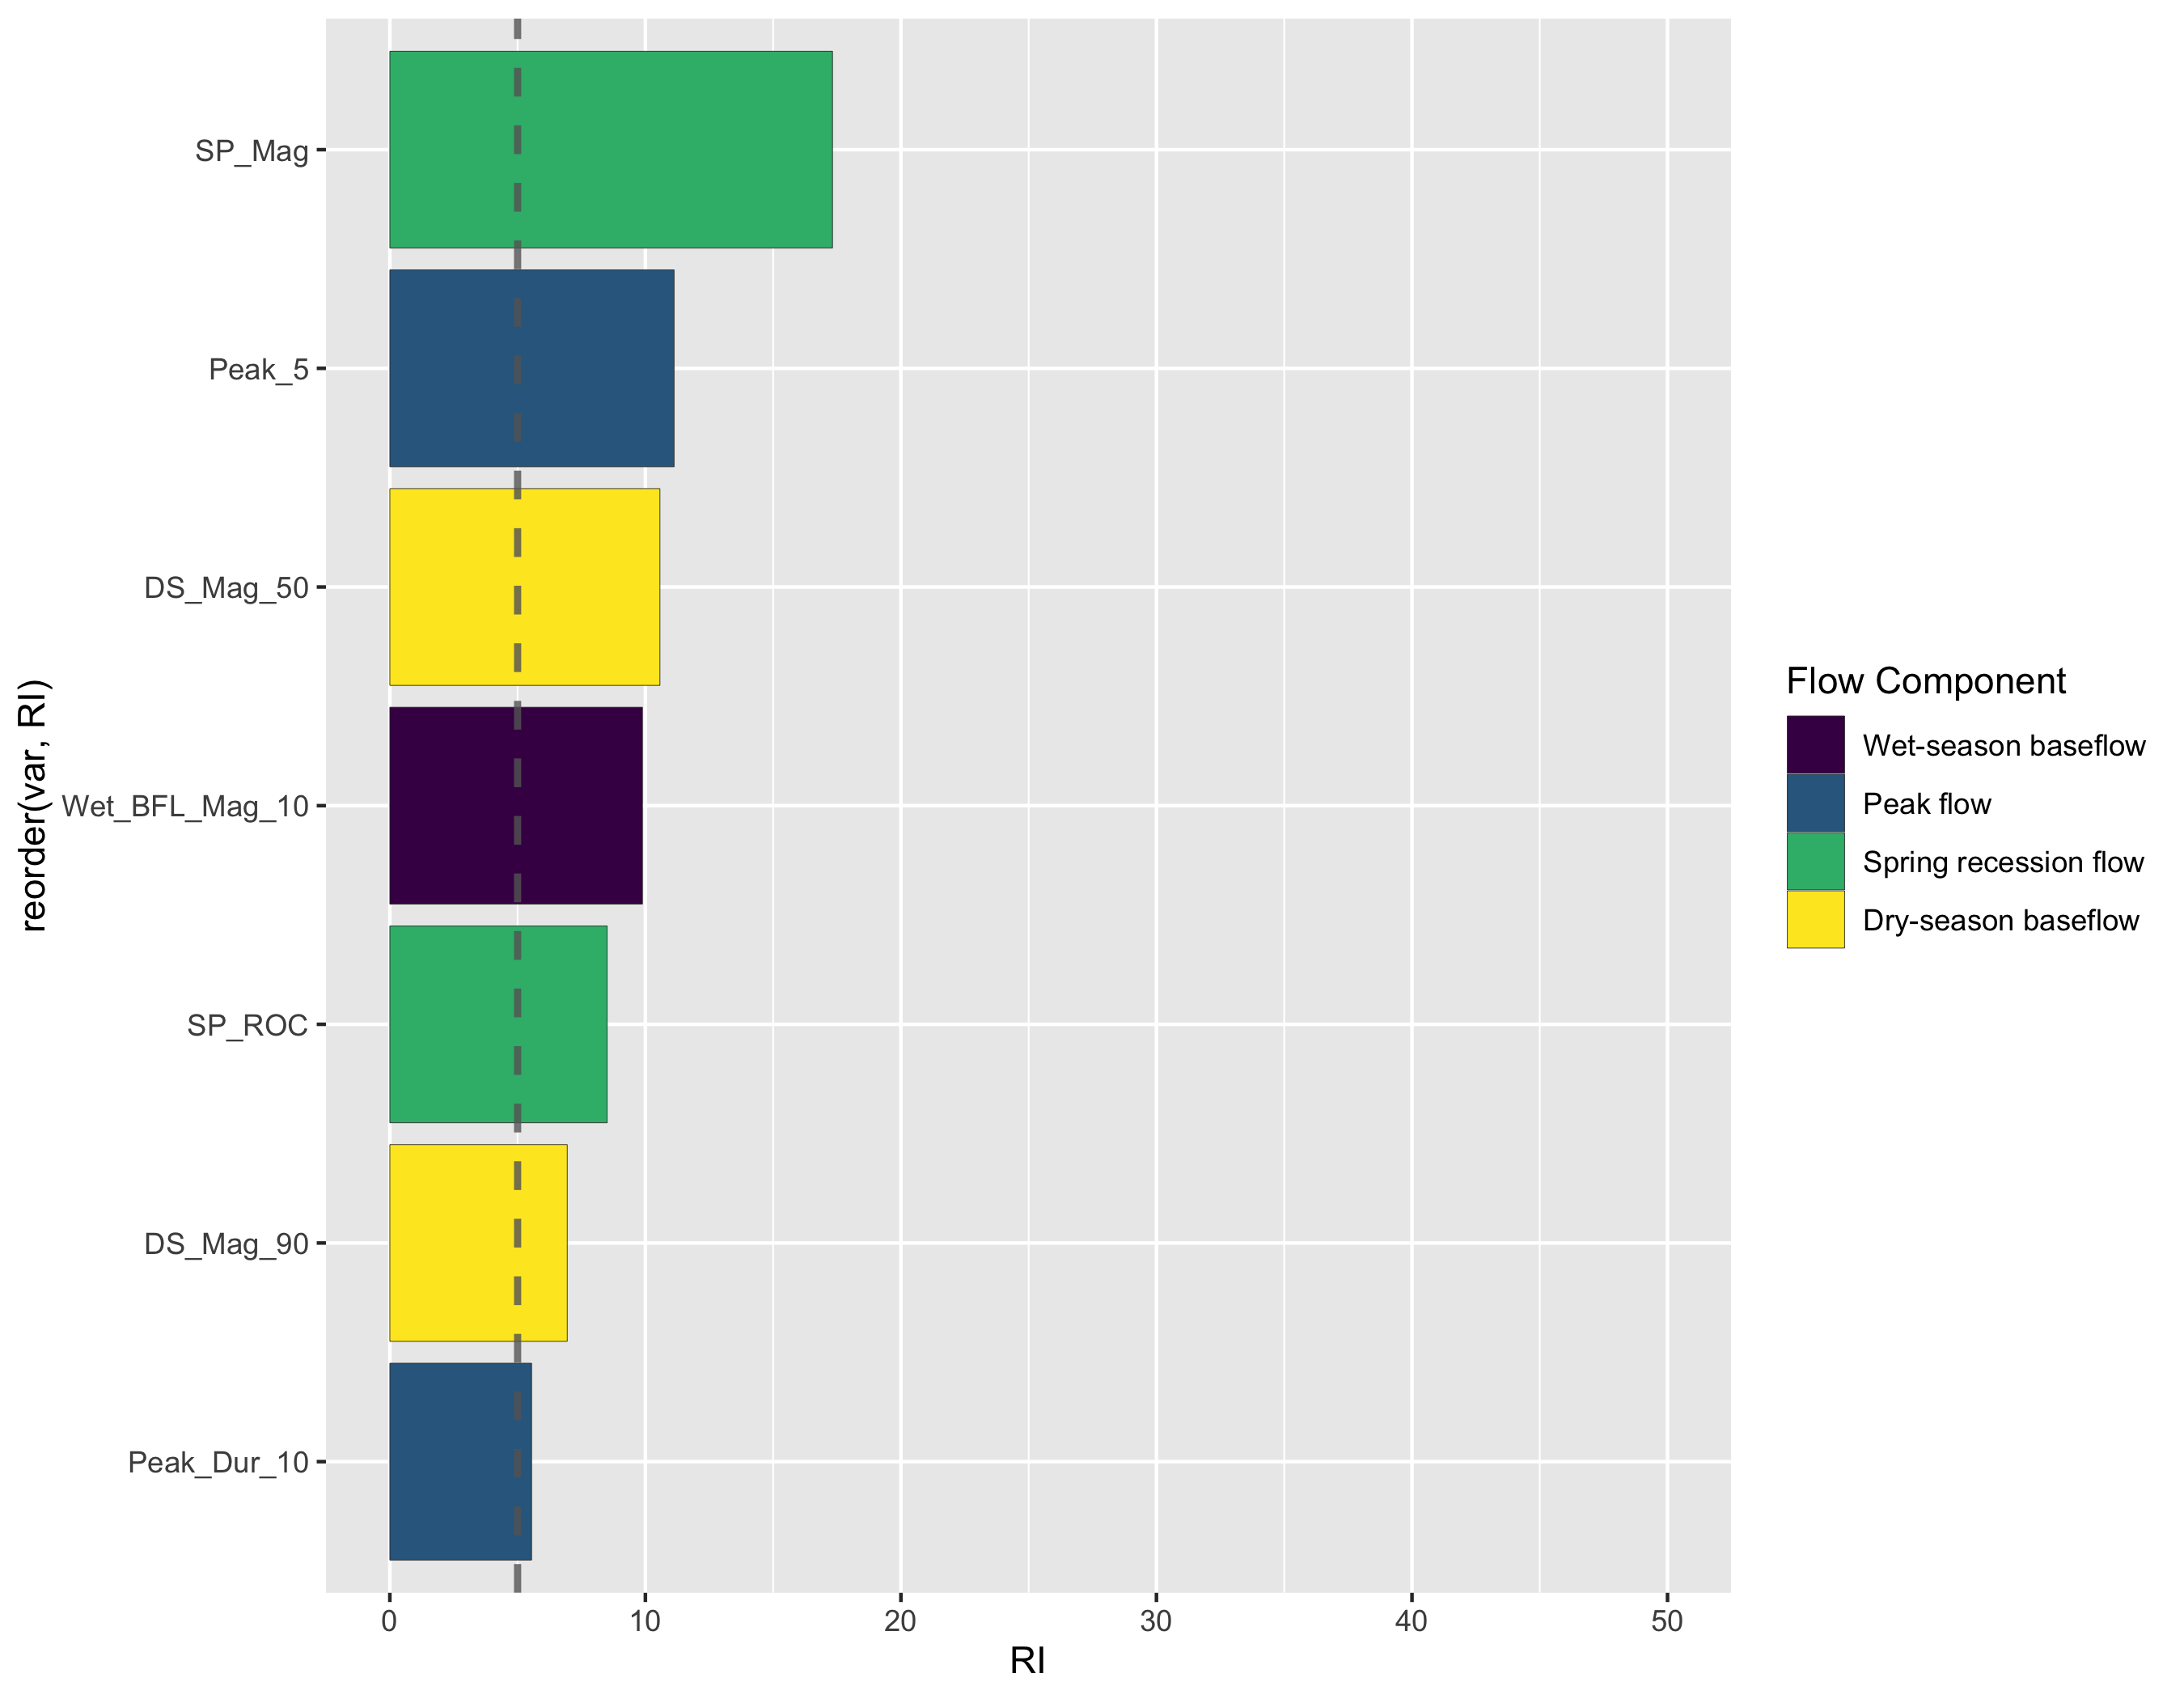 reorder(var, RI)
SP_Mag
Peak_5
DS_Mag_50
Wet_BFL_Mag_10
SP_ROC
DS_Mag_90
Peak_Dur_10
0 10 20 30 40 50
RI
Flow Component
Wet-season baseflow
Peak flow
Spring recession flow
Dry-season baseflow